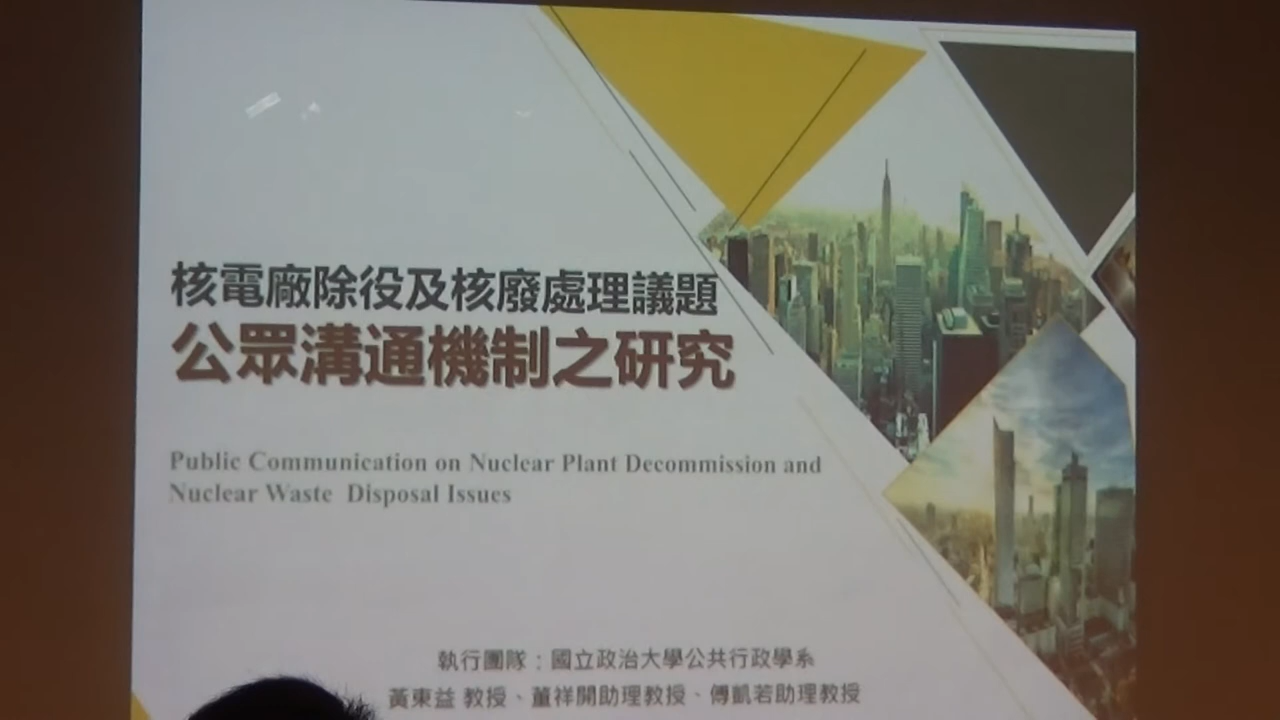 核電廠除役及核廢處理議題
公眾溝通機制之研究
Public Communication on Nuclear Plant Decommission and
Nuclear Waste Disposal Issues
執行團隊：國立政治大學公共行政學系
黃東益 教授、董祥開助理教授、傅凱若助理教授